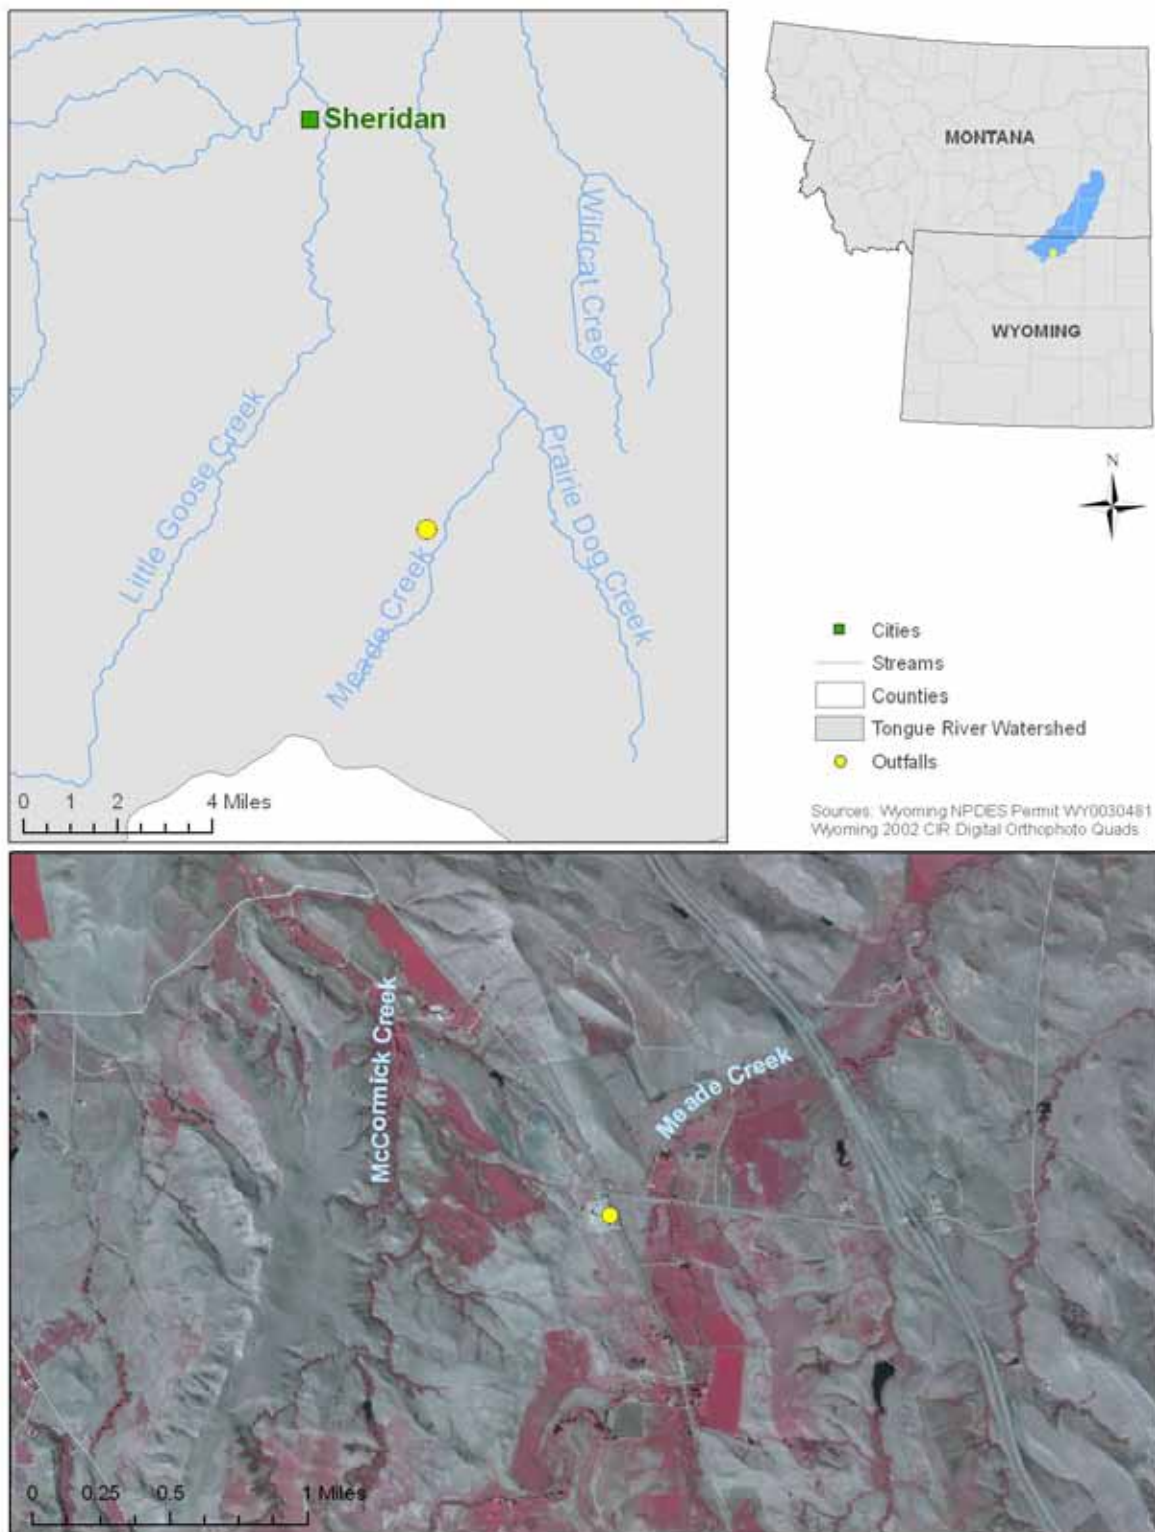 Sheridan
Wildcat Creek
Little Goose Creek
Prairie Dog Creek
Meade Creek
0 1 2 4 Miles
MONTANA
WYOMING
N
Cities
Streams
Counties
Tongue River Watershed
Outfalls
Sources: Wyoming NPDES Permit WY0030481
Wyoming 2002 CIR Digital Orthophoto Quads
McCormick Creek
Meade Creek
0 0.25 0.5 1 Miles